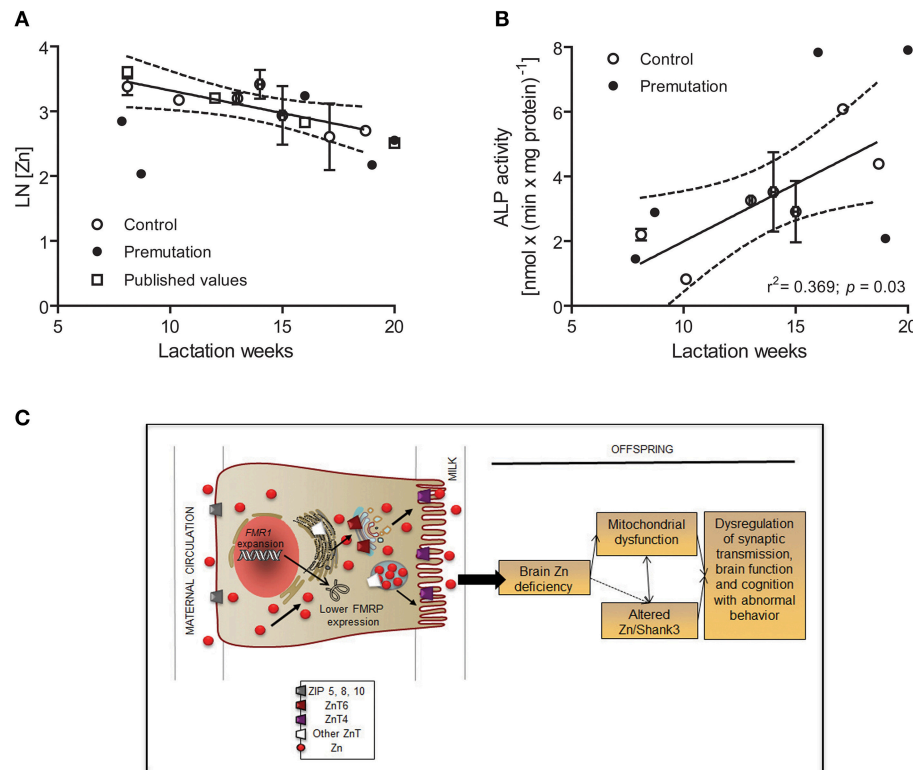 A
4
3
2
1
0
LN [Zn]
Control
Premutation
Published values
5
10
15
20
Lactation weeks
B
8
6
4
2
0
ALP activity
[nmol x (min x mg protein)⁻¹]
Control
Premutation
r²= 0.369; p = 0.03
5
10
15
20
Lactation weeks
C
MATERNAL CIRCULATION
FMR1
expansion
Lower FMRP
expression
MILK
OFFSPRING
Brain Zn
deficiency
Mitochondrial
dysfunction
Altered
Zn/Shank3
Dysregulation
of synaptic
transmission,
brain function
and cognition
with abnormal
behavior
ZIP 5, 8, 10
ZnT6
ZnT4
Other ZnT
Zn